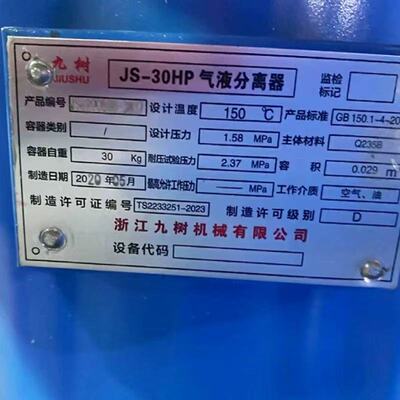 九树
JIUSHU
JS-30HP 气液分离器
监检
标记
产品编号
设计温度 150 ℃ 产品标准 GB 150.1-4-20
容器类别 / 设计压力 1.58 MPa 主体材料 Q235B
容器自重 30 Kg 耐压试验压力 2.37 MPa 容 积 0.029 m
制造日期 2020 年 05 月 最高允许工作压力 — MPa 工作介质 空气、油
制造许可证编号 TS2233251-2023 制造许可级别 D
浙江九树机械有限公司
设备代码